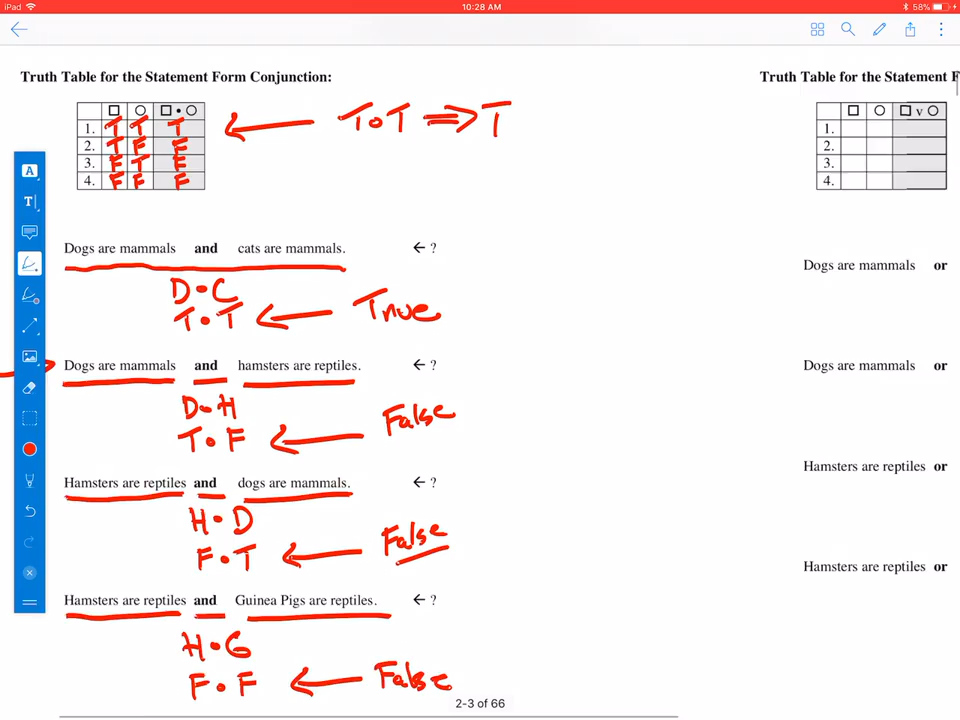 iPad 10:28 AM 58%
Truth Table for the Statement Form Conjunction:
□ ○ □ • ○
1. T T T
2. T F F
3. F T F
4. F F F
T • T ⇒ T
Dogs are mammals and cats are mammals. ← ?
D • C
T • T ← True
Dogs are mammals and hamsters are reptiles. ← ?
D • H
T • F ← False
Hamsters are reptiles and dogs are mammals. ← ?
H • D
F • T ← False
Hamsters are reptiles and Guinea Pigs are reptiles. ← ?
H • G
F • F ← False
Truth Table for the Statement F
□ ○ □ v ○
1.
2.
3.
4.
Dogs are mammals or
Dogs are mammals or
Hamsters are reptiles or
Hamsters are reptiles or
A
T
2-3 of 66